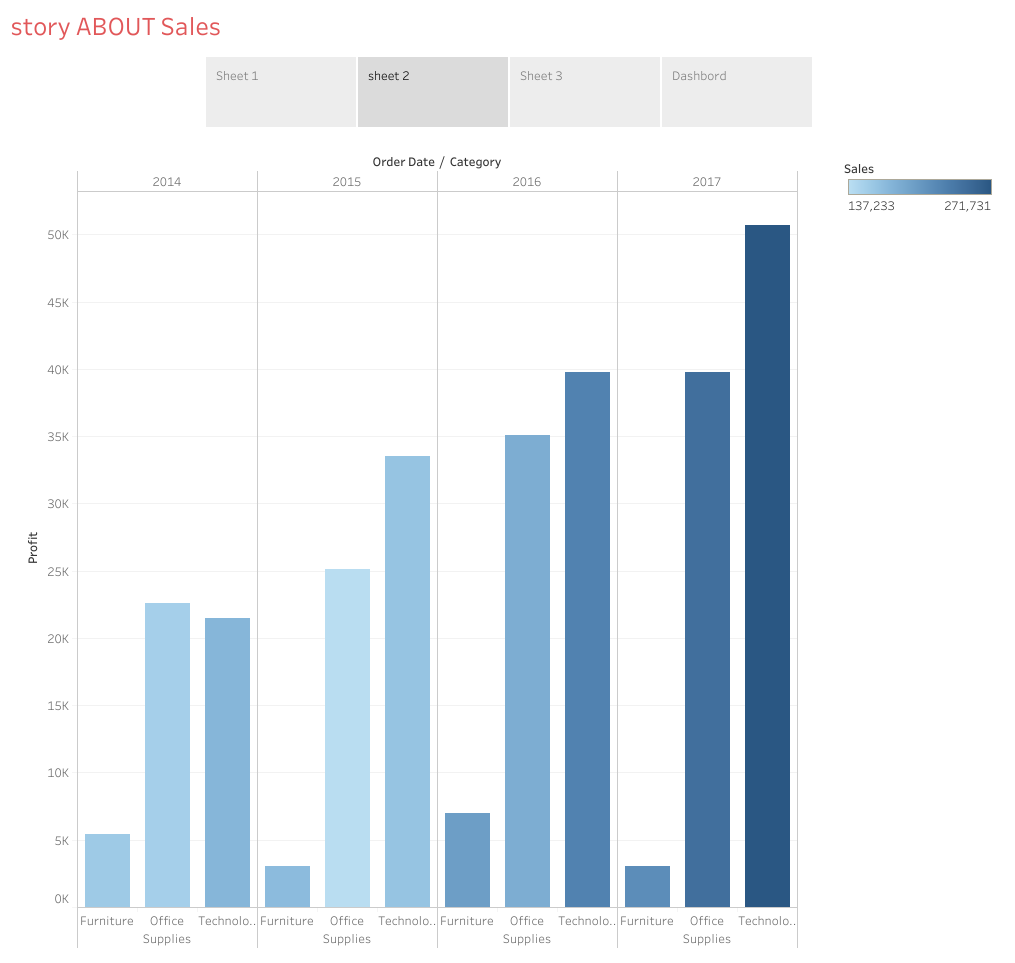 story ABOUT Sales
Sheet 1
sheet 2
Sheet 3
Dashbord
Order Date / Category
2014
2015
2016
2017
Sales
137,233
271,731
Profit
50K
45K
40K
35K
30K
25K
20K
15K
10K
5K
0K
Furniture
Office
Supplies
Technolo..
Furniture
Office
Supplies
Technolo..
Furniture
Office
Supplies
Technolo..
Furniture
Office
Supplies
Technolo..